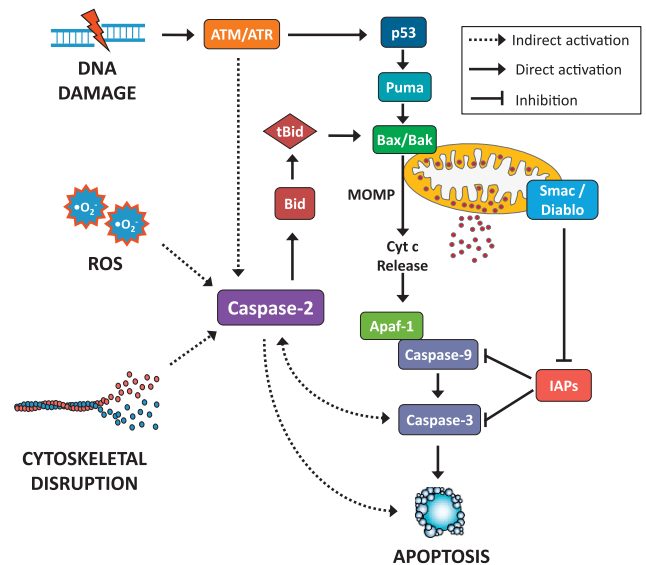 DNA
DAMAGE
ATM/ATR
p53
Puma
Bax/Bak
tBid
Bid
Indirect activation
Direct activation
Inhibition
MOMP
Smac /
Diablo
•O₂⁻
•O₂⁻
ROS
Cyt c
Release
Caspase-2
Apaf-1
Caspase-9
IAPs
Caspase-3
CYTOSKELETAL
DISRUPTION
APOPTOSIS